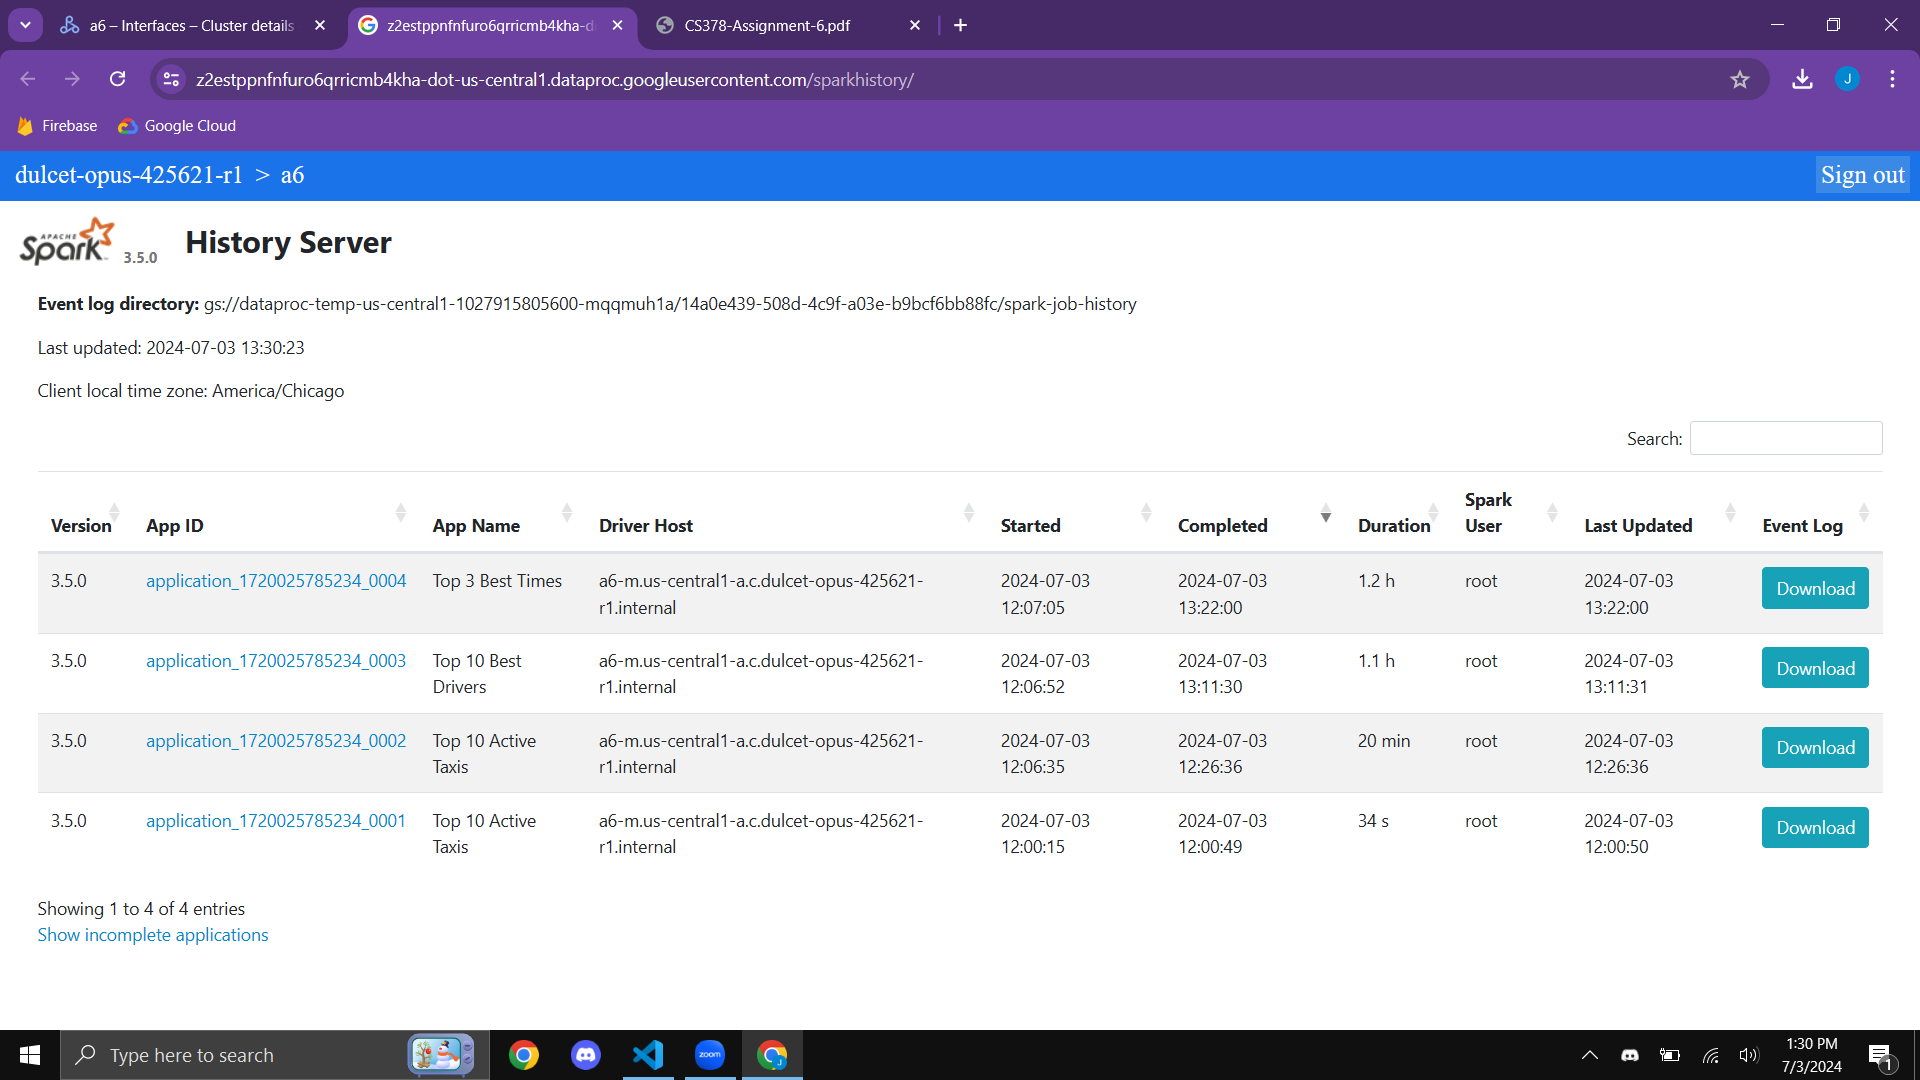 a6 – Interfaces – Cluster details
z2estppnfnfuro6qrricmb4kha-d
CS378-Assignment-6.pdf
z2estppnfnfuro6qrricmb4kha-dot-us-central1.dataproc.googleusercontent.com/sparkhistory/
J
Firebase
Google Cloud
dulcet-opus-425621-r1 > a6
Sign out
APACHE
Spark 3.5.0
History Server
Event log directory: gs://dataproc-temp-us-central1-1027915805600-mqqmuh1a/14a0e439-508d-4c9f-a03e-b9bcf6bb88fc/spark-job-history
Last updated: 2024-07-03 13:30:23
Client local time zone: America/Chicago
Search:
Version App ID App Name Driver Host Started Completed Duration Spark User Last Updated Event Log
3.5.0 application_1720025785234_0004 Top 3 Best Times a6-m.us-central1-a.c.dulcet-opus-425621- 2024-07-03 2024-07-03 1.2 h root 2024-07-03 Download
r1.internal 12:07:05 13:22:00 13:22:00
3.5.0 application_1720025785234_0003 Top 10 Best a6-m.us-central1-a.c.dulcet-opus-425621- 2024-07-03 2024-07-03 1.1 h root 2024-07-03 Download
Drivers r1.internal 12:06:52 13:11:30 13:11:31
3.5.0 application_1720025785234_0002 Top 10 Active a6-m.us-central1-a.c.dulcet-opus-425621- 2024-07-03 2024-07-03 20 min root 2024-07-03 Download
Taxis r1.internal 12:06:35 12:26:36 12:26:36
3.5.0 application_1720025785234_0001 Top 10 Active a6-m.us-central1-a.c.dulcet-opus-425621- 2024-07-03 2024-07-03 34 s root 2024-07-03 Download
Taxis r1.internal 12:00:15 12:00:49 12:00:50
Showing 1 to 4 of 4 entries
Show incomplete applications
Type here to search
zoom
J
1:30 PM
7/3/2024
1